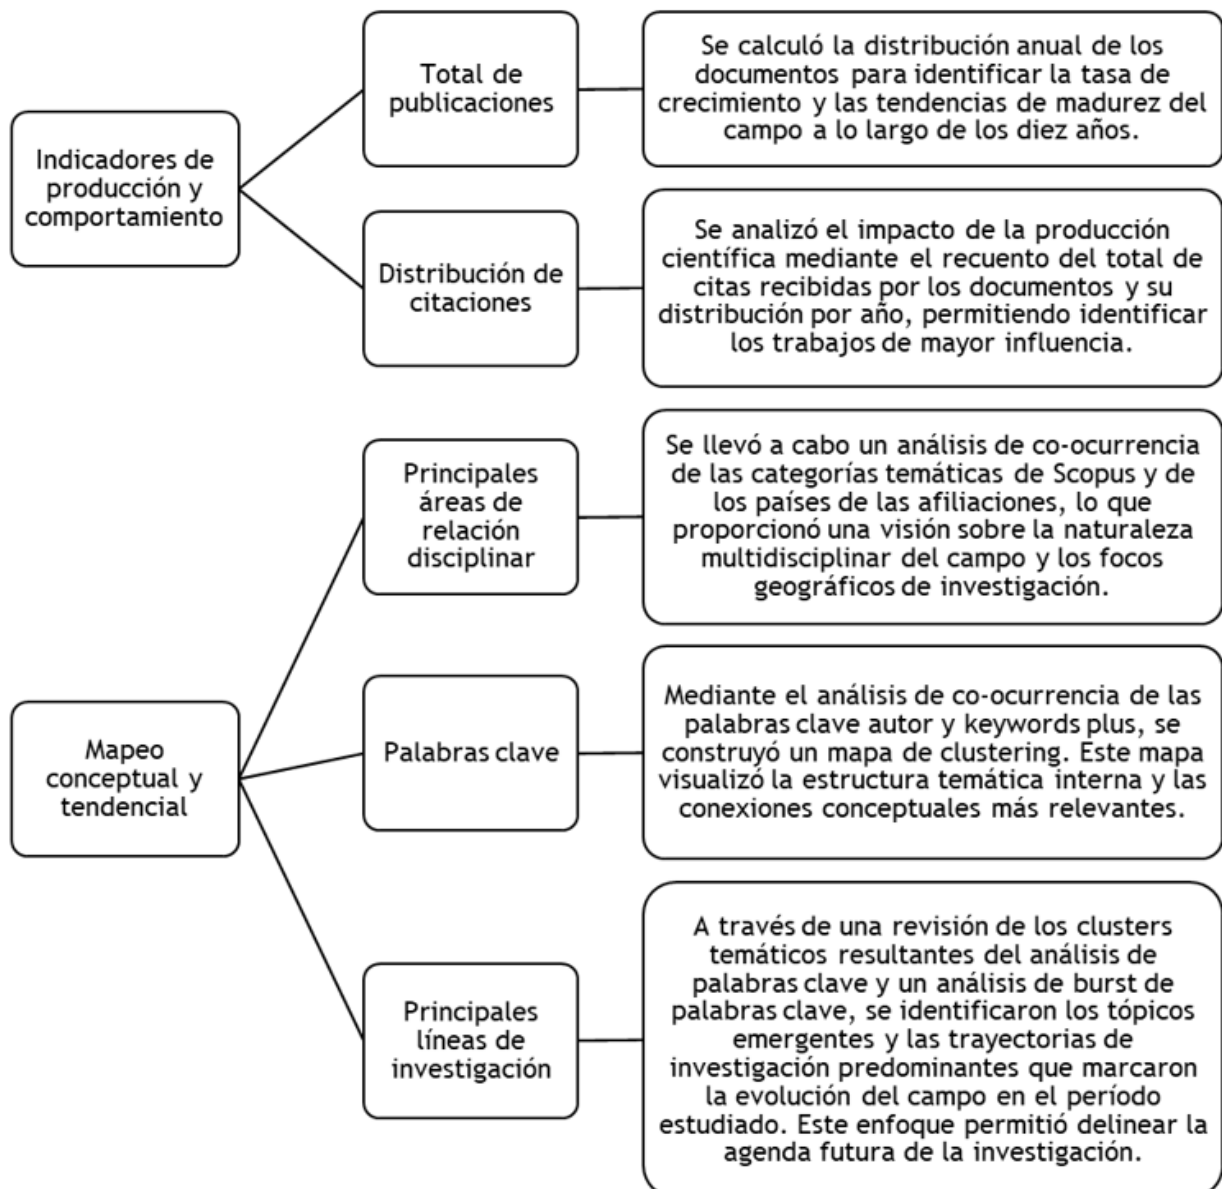 Indicadores de
producción y
comportamiento
Total de
publicaciones
Se calculó la distribución anual de los
documentos para identificar la tasa de
crecimiento y las tendencias de madurez del
campo a lo largo de los diez años.
Distribución de
citaciones
Se analizó el impacto de la producción
científica mediante el recuento del total de
citas recibidas por los documentos y su
distribución por año, permitiendo identificar
los trabajos de mayor influencia.
Mapeo
conceptual y
tendencial
Principales
áreas de
relación
disciplinar
Se llevó a cabo un análisis de co-ocurrencia
de las categorías temáticas de Scopus y de
los países de las afiliaciones, lo que
proporcionó una visión sobre la naturaleza
multidisciplinar del campo y los focos
geográficos de investigación.
Palabras clave
Mediante el análisis de co-ocurrencia de las
palabras clave autor y keywords plus, se
construyó un mapa de clustering. Este mapa
visualizó la estructura temática interna y las
conexiones conceptuales más relevantes.
Principales
líneas de
investigación
A través de una revisión de los clusters
temáticos resultantes del análisis de
palabras clave y un análisis de burst de
palabras clave, se identificaron los tópicos
emergentes y las trayectorias de
investigación predominantes que marcaron
la evolución del campo en el período
estudiado. Este enfoque permitió delinear la
agenda futura de la investigación.